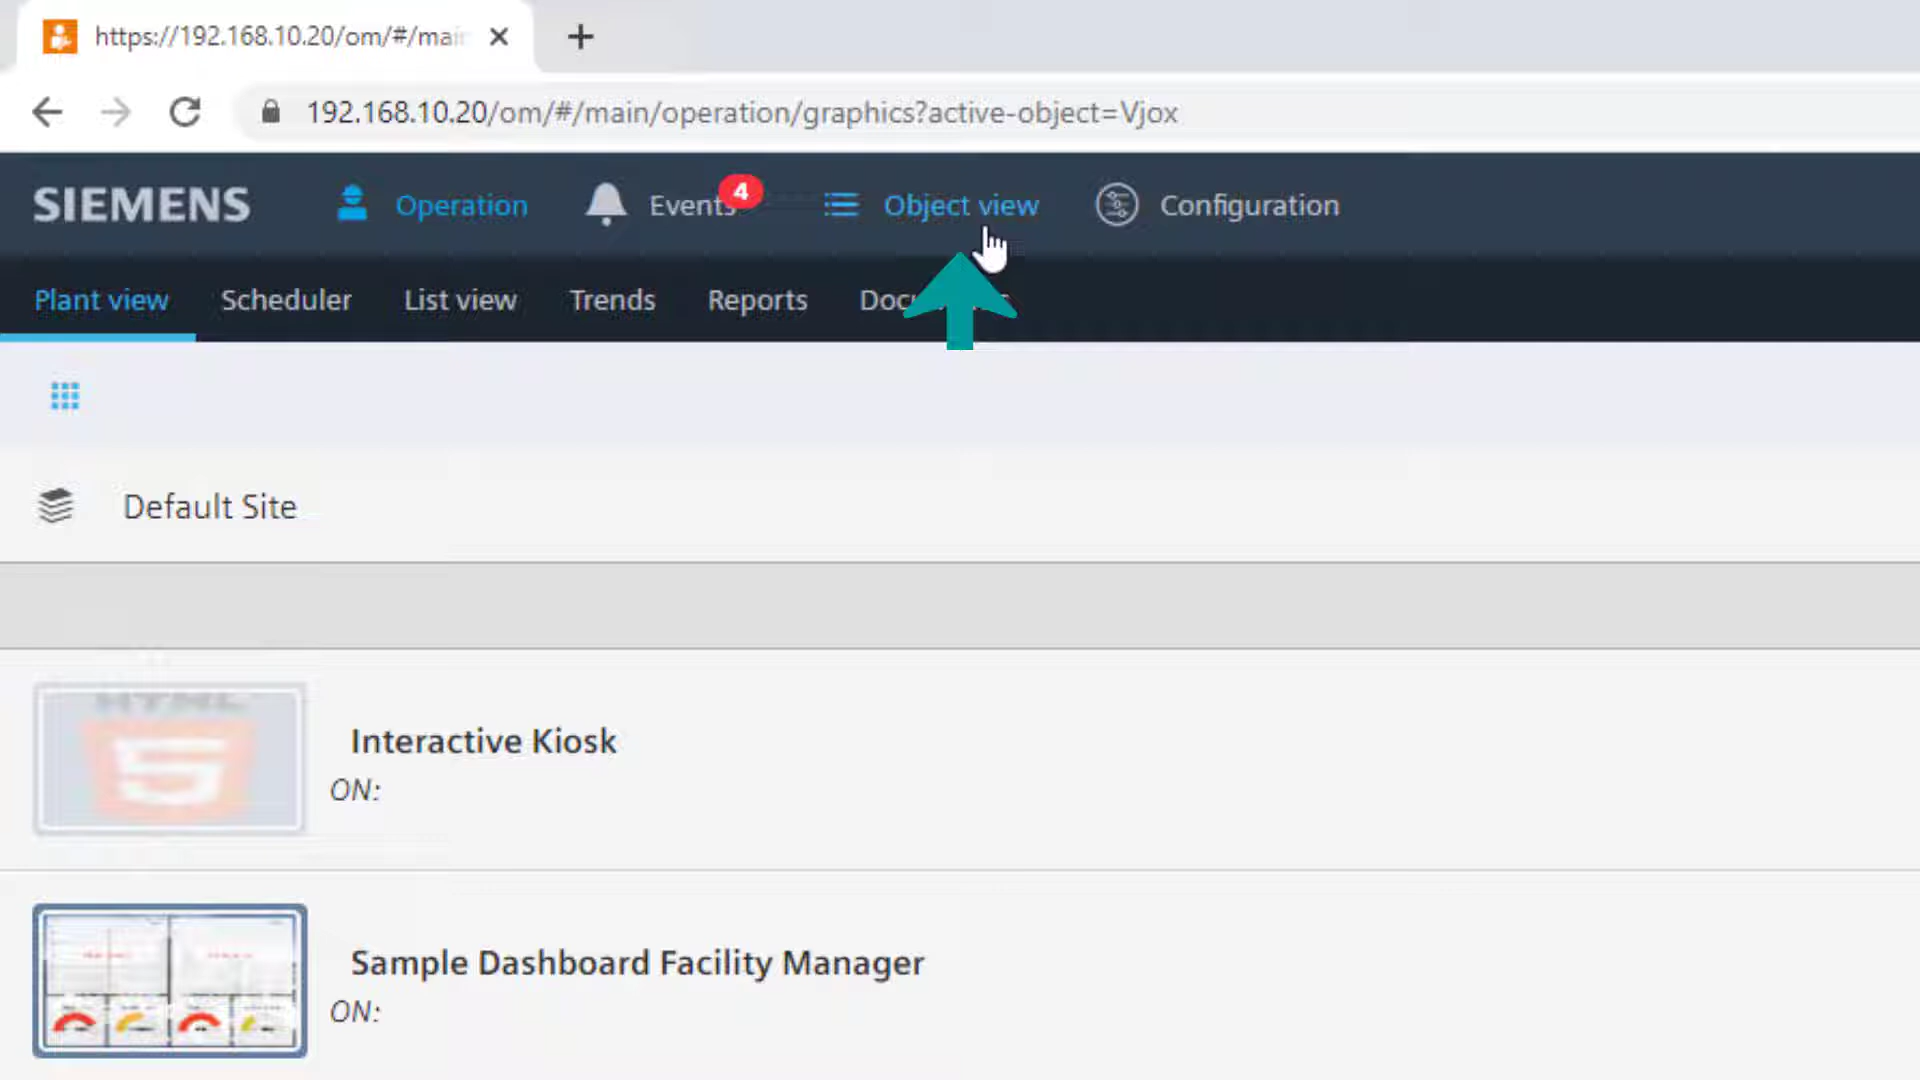 https://192.168.10.20/om/#/mai
192.168.10.20/om/#/main/operation/graphics?active-object=Vjox
SIEMENS Operation Events 4 Object view Configuration
Plant view Scheduler List view Trends Reports
Default Site
Interactive Kiosk
ON:
Sample Dashboard Facility Manager
ON: